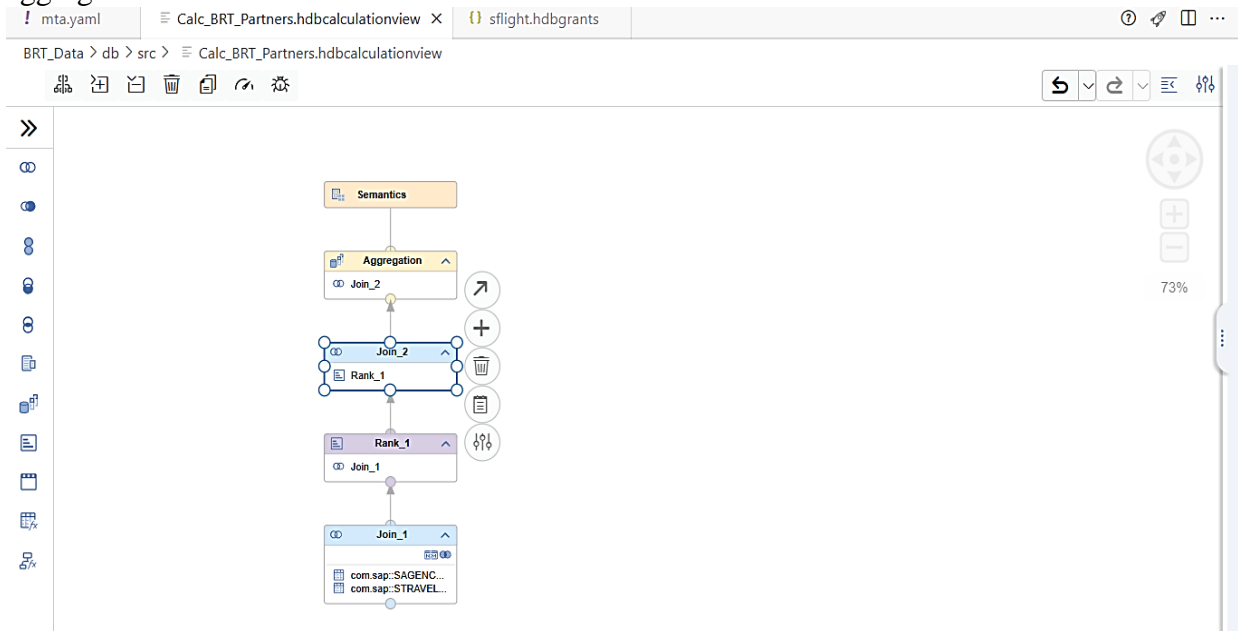 ! mta.yaml
Calc_BRT_Partners.hdbcalculationview ×
{} sflight.hdbgrants
BRT_Data > db > src > Calc_BRT_Partners.hdbcalculationview
Semantics
Aggregation
Join_2
73%
Join_2
Rank_1
Rank_1
Join_1
Join_1
com.sap::SAGENC...
com.sap::STRAVEL...